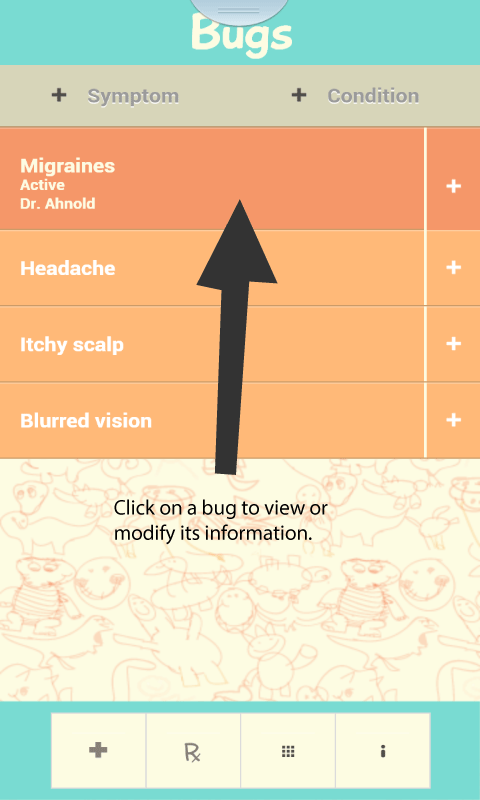 Bugs
+ Symptom + Condition
Migraines
Active
Dr. Ahnold
+
Headache +
Itchy scalp +
Blurred vision +
Click on a bug to view or
modify its information.
+ Rx i